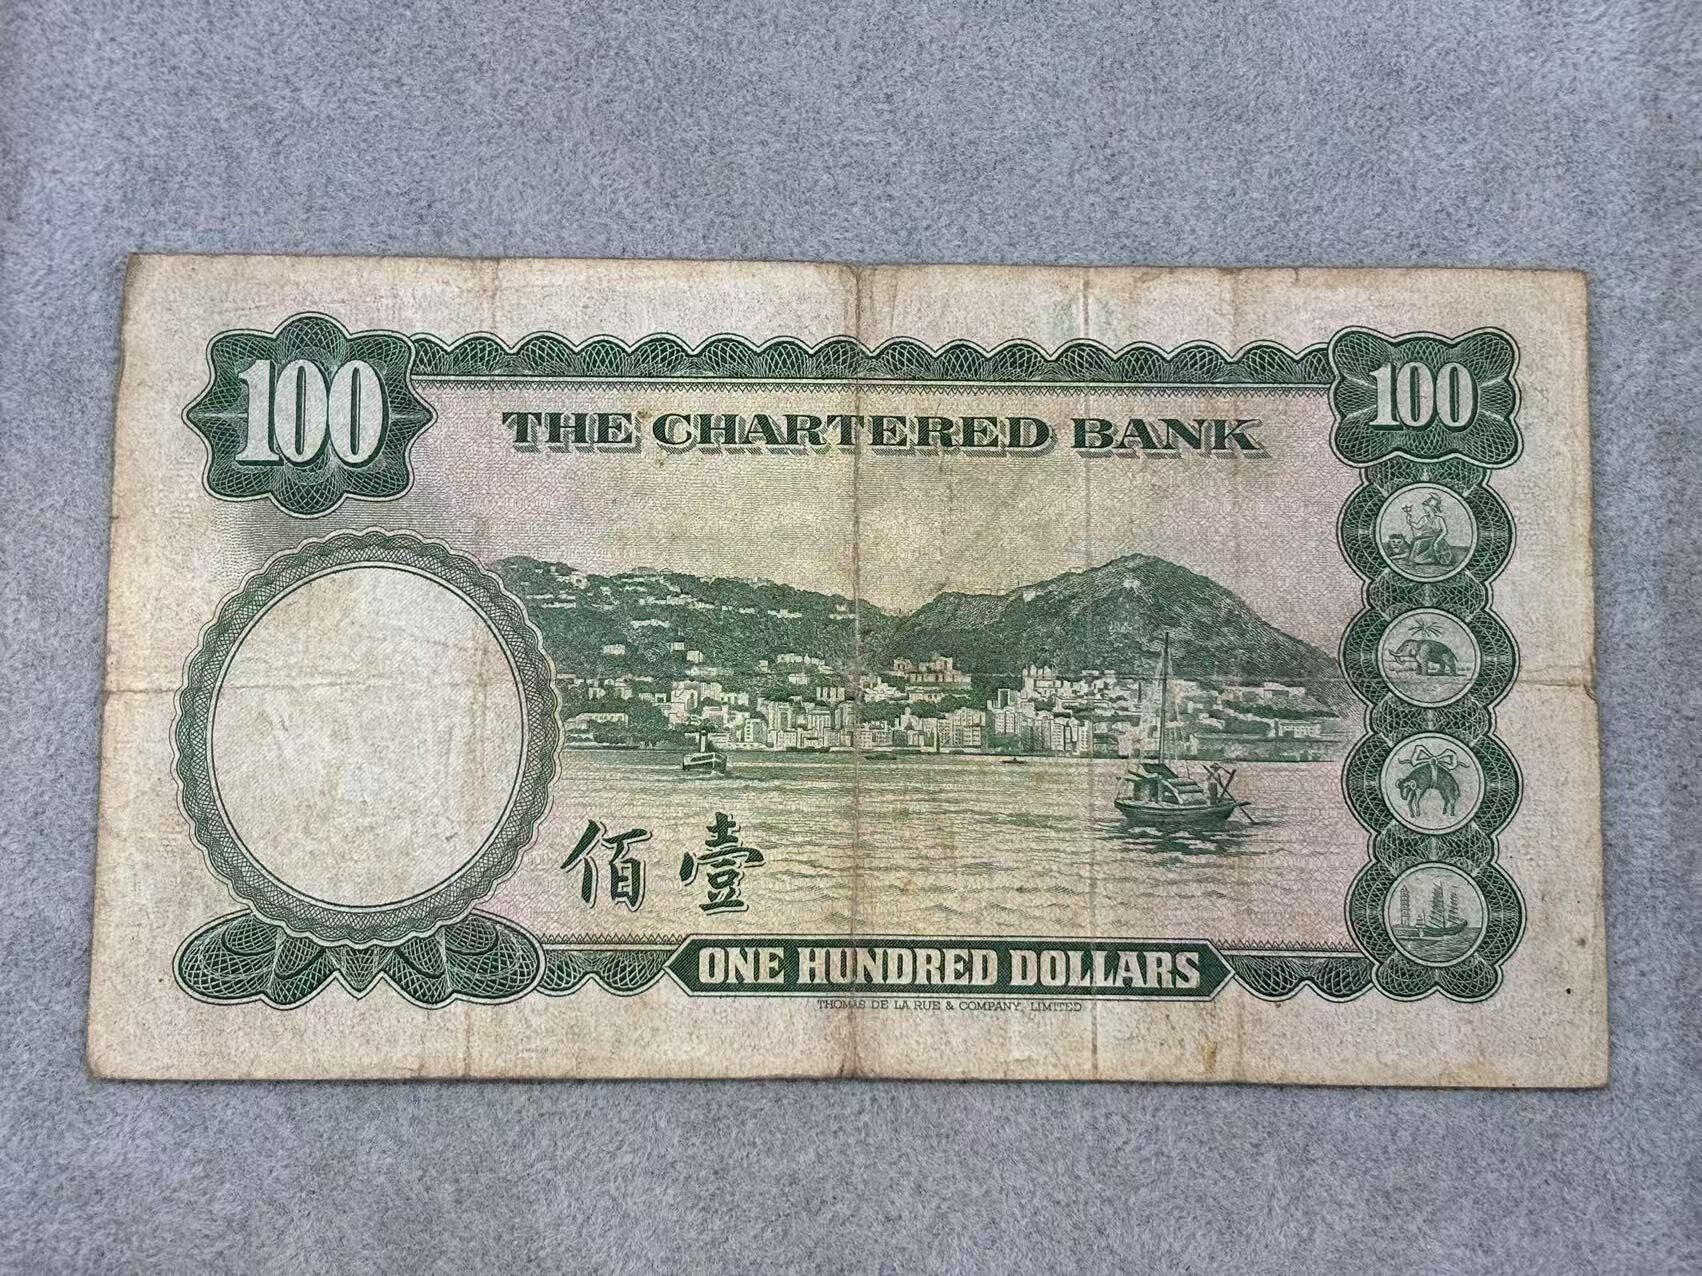 100
100
THE CHARTERED BANK
佰壹
ONE HUNDRED DOLLARS
THOMAS DE LA RUE & COMPANY, LIMITED